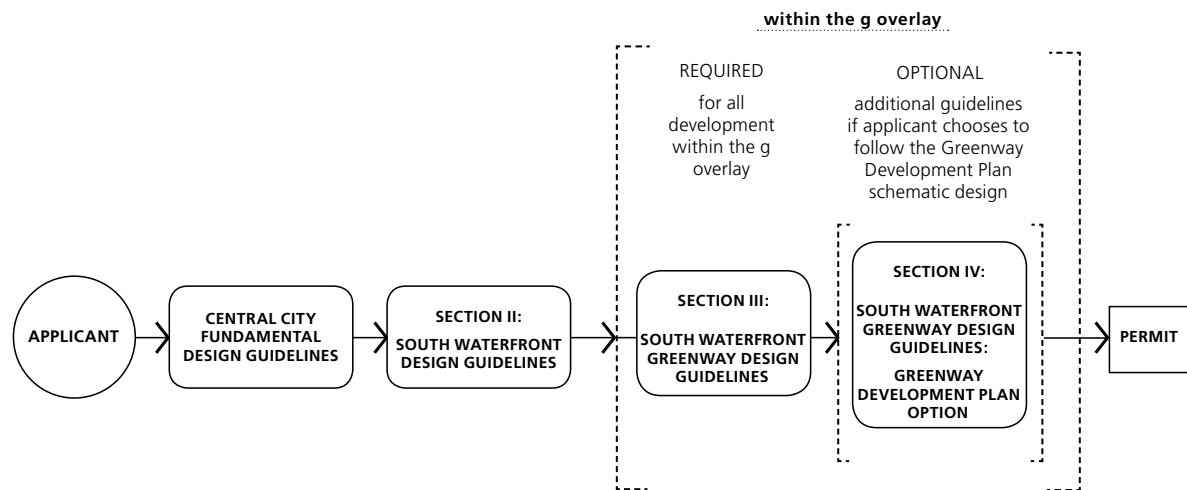 within the g overlay
REQUIRED
for all
development
within the g
overlay
OPTIONAL
additional guidelines
if applicant chooses to
follow the Greenway
Development Plan
schematic design
APPLICANT
CENTRAL CITY
FUNDAMENTAL
DESIGN GUIDELINES
SECTION II:
SOUTH WATERFRONT
DESIGN GUIDELINES
SECTION III:
SOUTH WATERFRONT
GREENWAY DESIGN
GUIDELINES
SECTION IV:
SOUTH WATERFRONT
GREENWAY DESIGN
GUIDELINES:
GREENWAY
DEVELOPMENT PLAN
OPTION
PERMIT